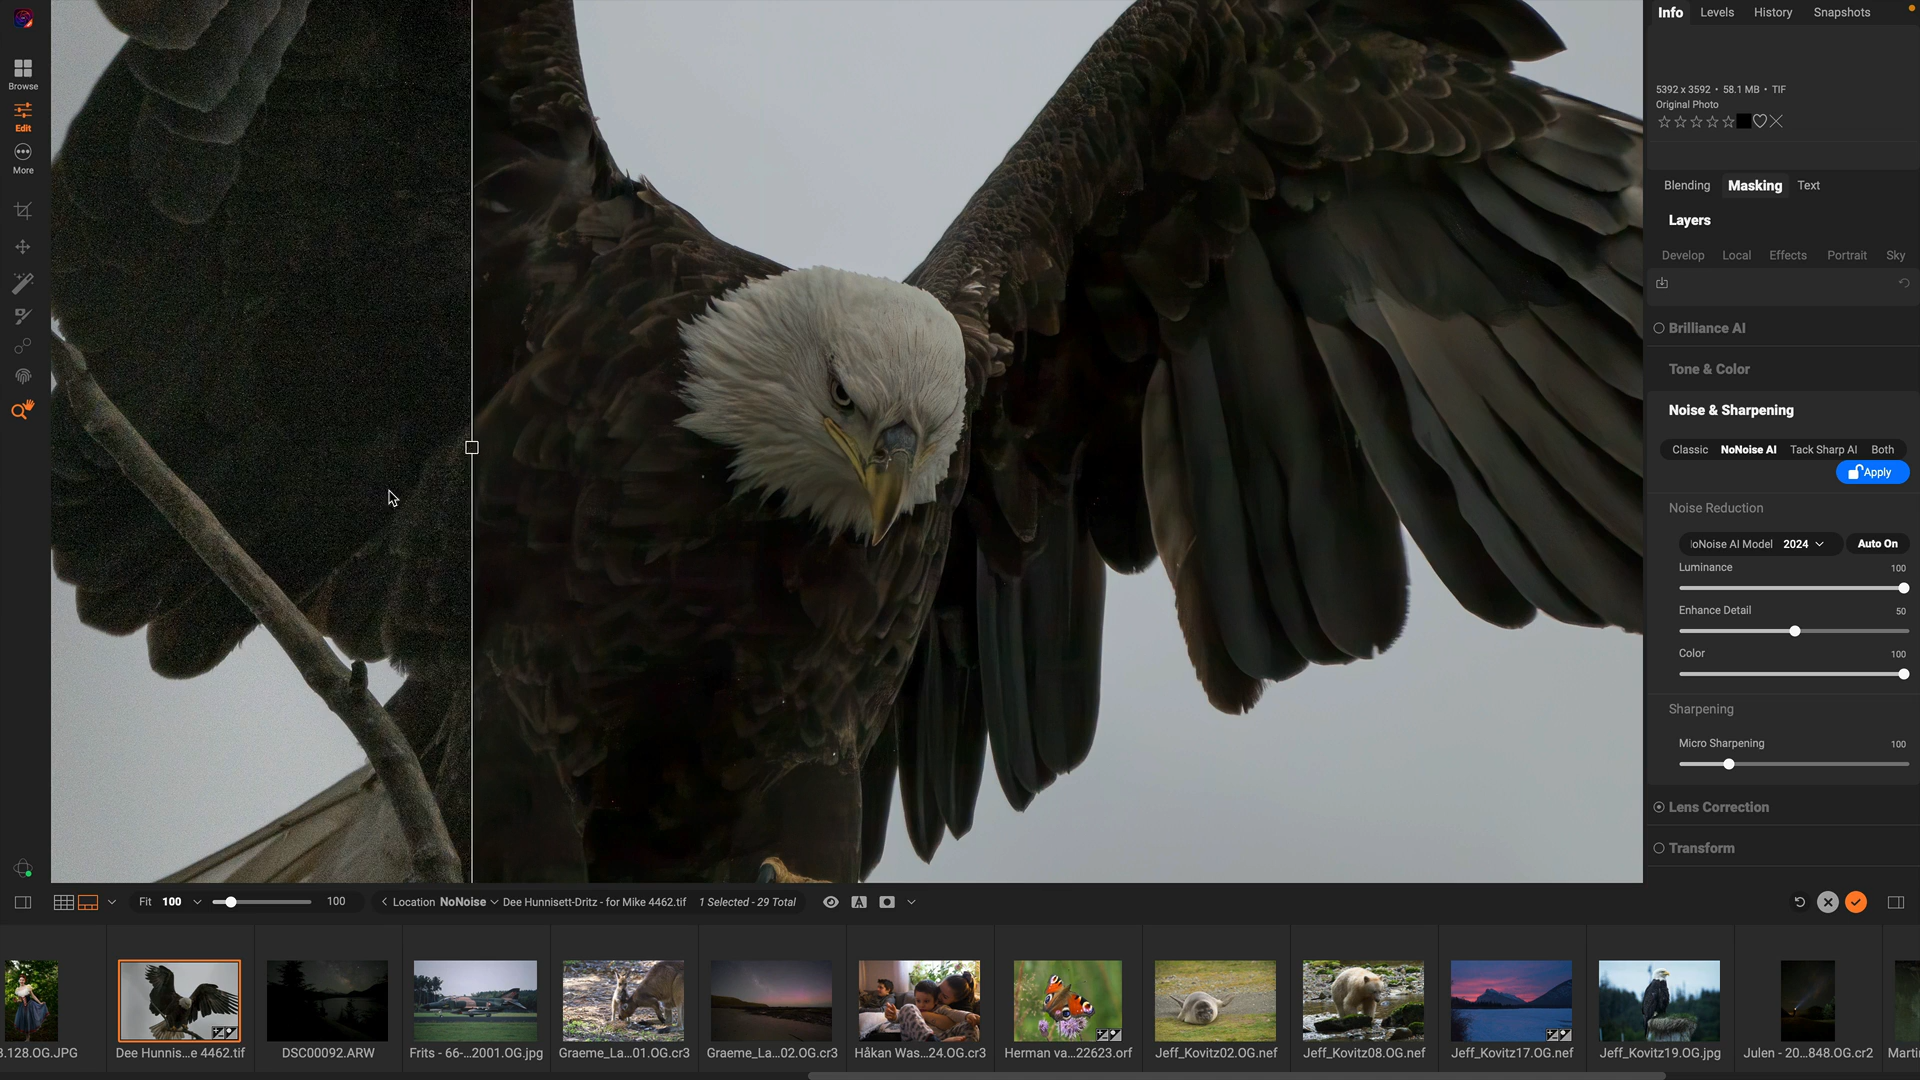 Info Levels History Snapshots
Browse
Edit
More
5392 x 3592 • 58.1 MB • TIF
Original Photo
Blending Masking Text
Layers
Develop Local Effects Portrait Sky
Brilliance AI
Tone & Color
Noise & Sharpening
Classic NoNoise AI Tack Sharp AI Both
Apply
Noise Reduction
oNoise AI Model 2024 Auto On
Luminance 100
Enhance Detail 50
Color 100
Sharpening
Micro Sharpening 100
Lens Correction
Transform
Fit 100 100 Location NoNoise Dee Hunnisett-Dritz - for Mike 4462.tif 1 Selected - 29 Total A
3.128.OG.JPG Dee Hunnis...e 4462.tif DSC00092.ARW Frits - 66-...2001.OG.jpg Graeme_La...01.OG.cr3 Graeme_La...02.OG.cr3 Håkan Was...24.OG.cr3 Herman va...22623.orf Jeff_Kovitz02.OG.nef Jeff_Kovitz08.OG.nef Jeff_Kovitz17.OG.nef Jeff_Kovitz19.OG.jpg Julen - 20...848.OG.cr2 Marti